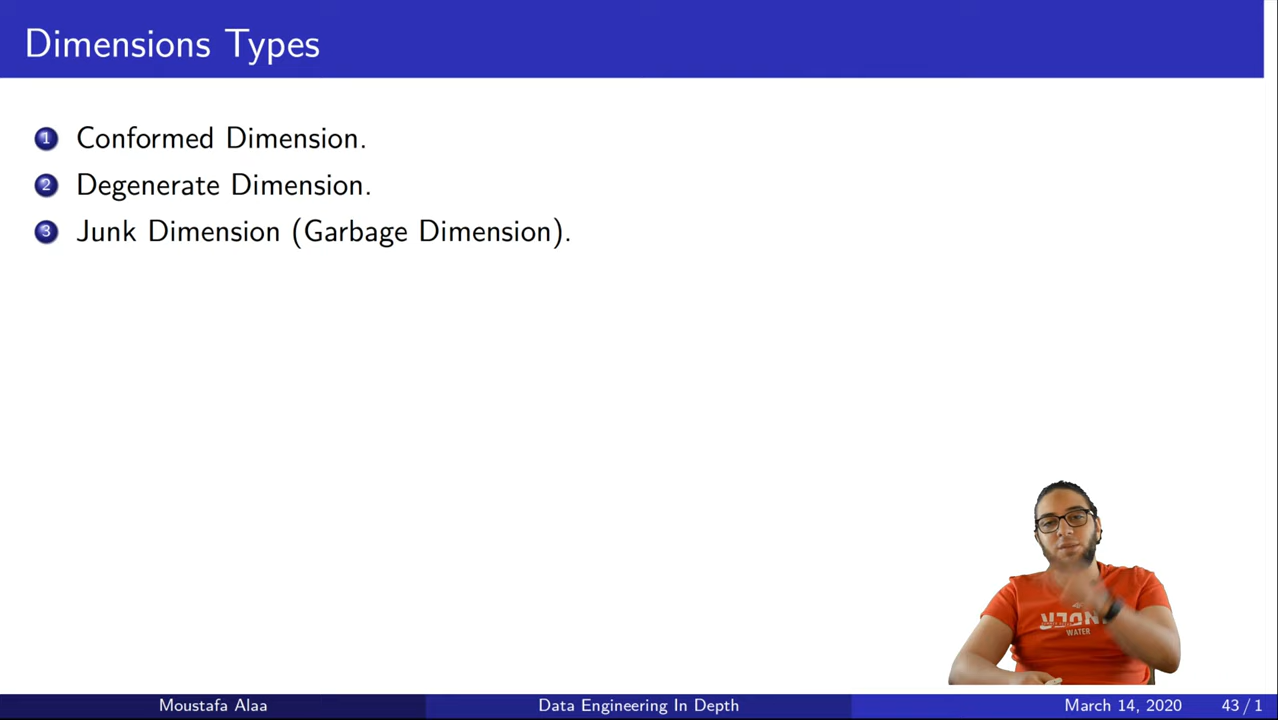 Dimensions Types
1 Conformed Dimension.
2 Degenerate Dimension.
3 Junk Dimension (Garbage Dimension).
WATER
Moustafa Alaa Data Engineering In Depth March 14, 2020 43 / 1